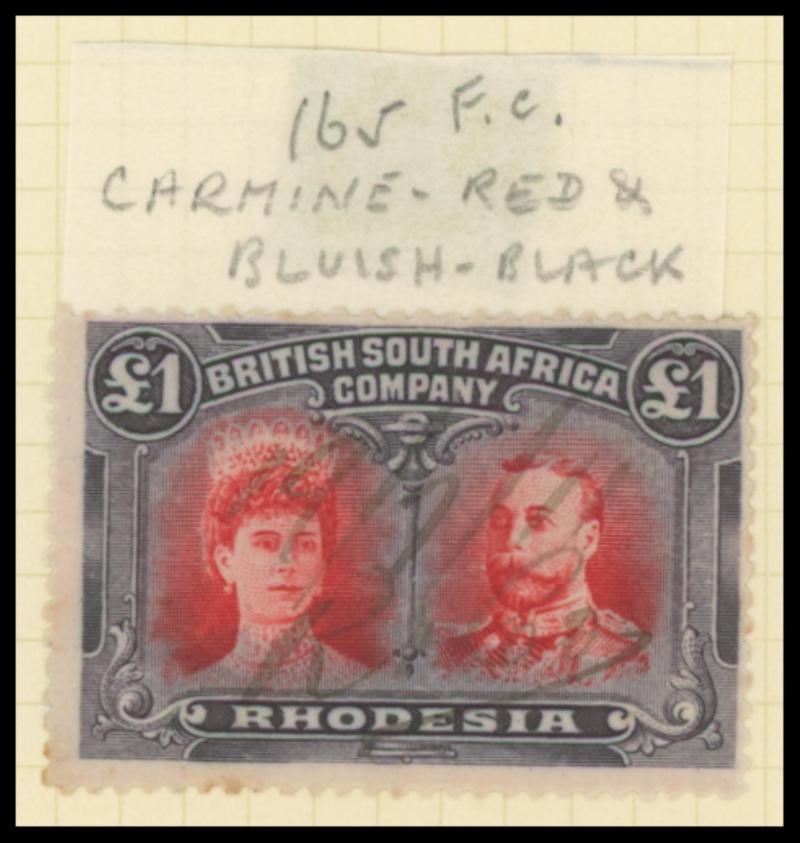 165 F.C.
CARMINE-RED &
BLUISH-BLACK
£1 BRITISH SOUTH AFRICA £1
COMPANY
RHODESIA